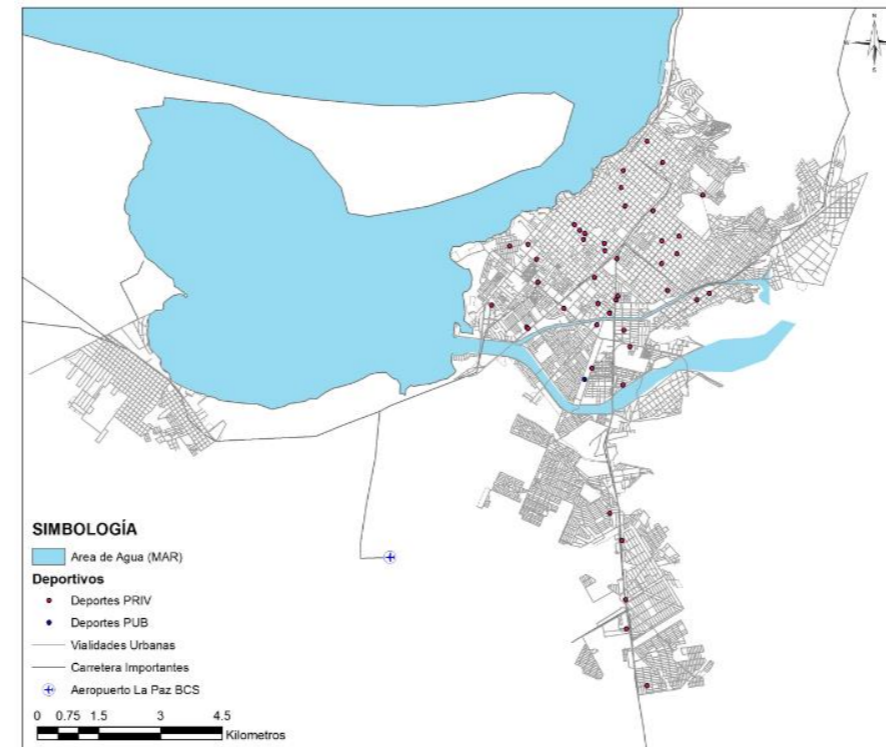 N
S
SIMBOLOGÍA
Area de Agua (MAR)
Deportivos
Deportes PRIV
Deportes PUB
Vialidades Urbanas
Carretera Importantes
Aeropuerto La Paz BCS
0 0.75 1.5 3 4.5
Kilometros